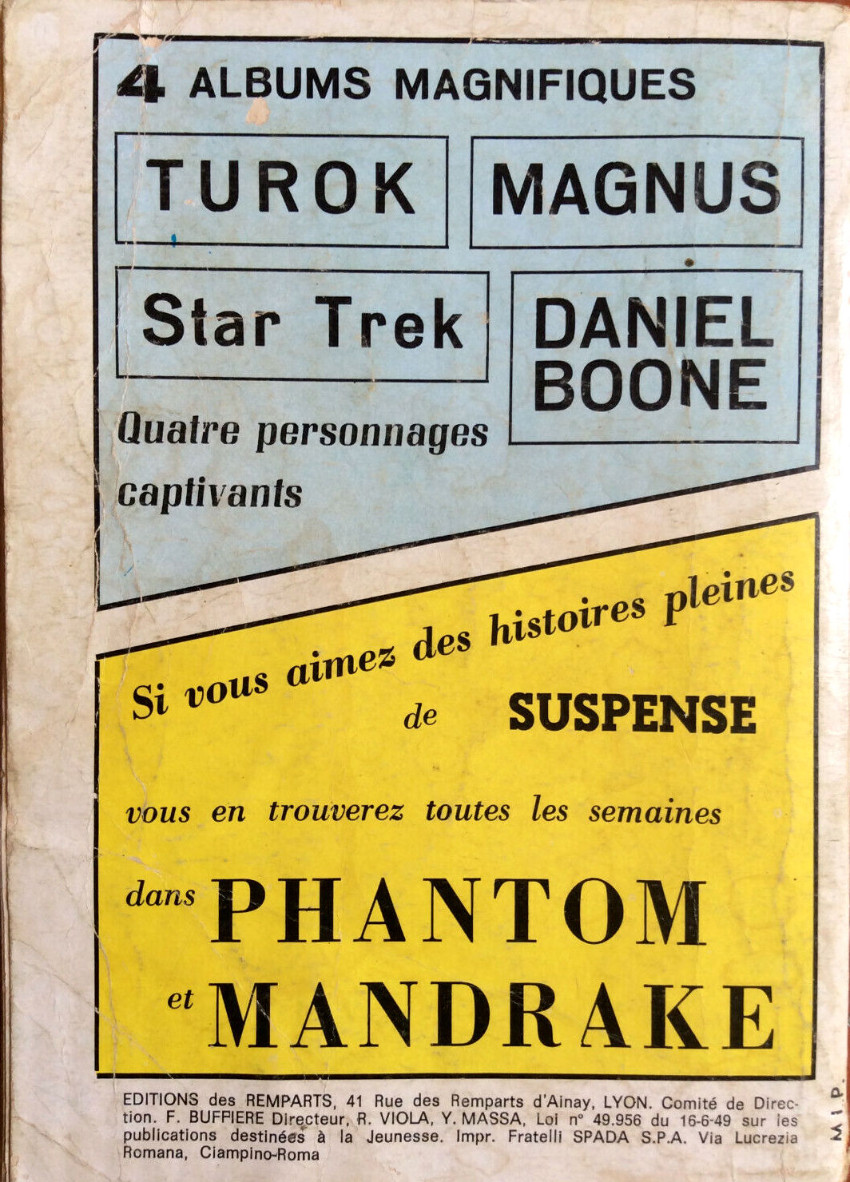 4 ALBUMS MAGNIFIQUES
TUROK
MAGNUS
Star Trek
DANIEL
BOONE
Quatre personnages
captivants
Si vous aimez des histoires pleines
de SUSPENSE
vous en trouverez toutes les semaines
dans PHANTOM
et MANDRAKE
EDITIONS des REMPARTS, 41 Rue des Remparts d'Ainay, LYON. Comité de Direc-
tion. F. BUFFIERE Directeur, R. VIOLA, Y. MASSA, Loi n° 49.956 du 16-6-49 sur les
publications destinées à la Jeunesse. Impr. Fratelli SPADA S.P.A. Via Lucrezia
Romana, Ciampino-Roma
M.I.P.